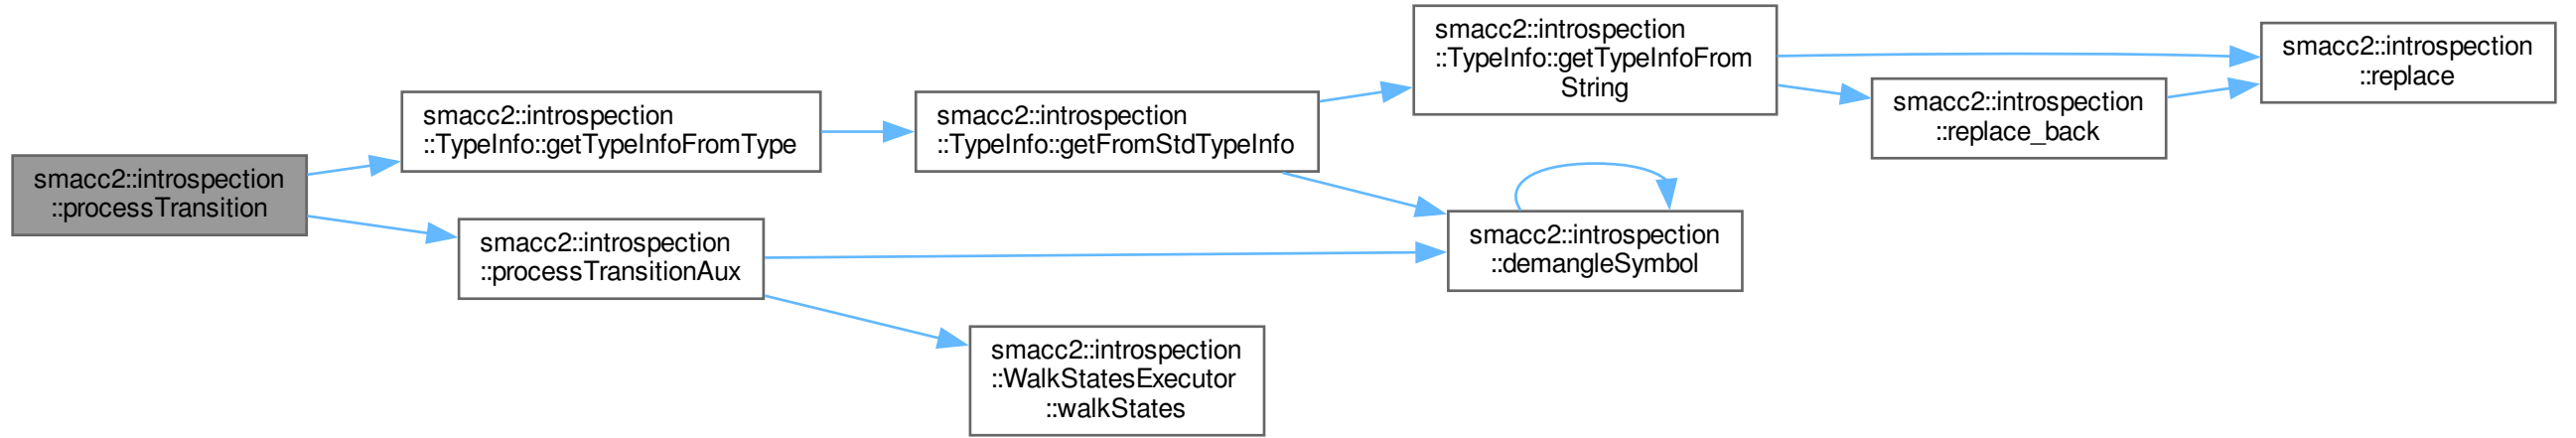 smacc2::introspection
::processTransition
smacc2::introspection
::TypeInfo::getTypeInfoFromType
smacc2::introspection
::processTransitionAux
smacc2::introspection
::TypeInfo::getFromStdTypeInfo
smacc2::introspection
::WalkStatesExecutor
::walkStates
smacc2::introspection
::TypeInfo::getTypeInfoFrom
String
smacc2::introspection
::demangleSymbol
smacc2::introspection
::replace_back
smacc2::introspection
::replace